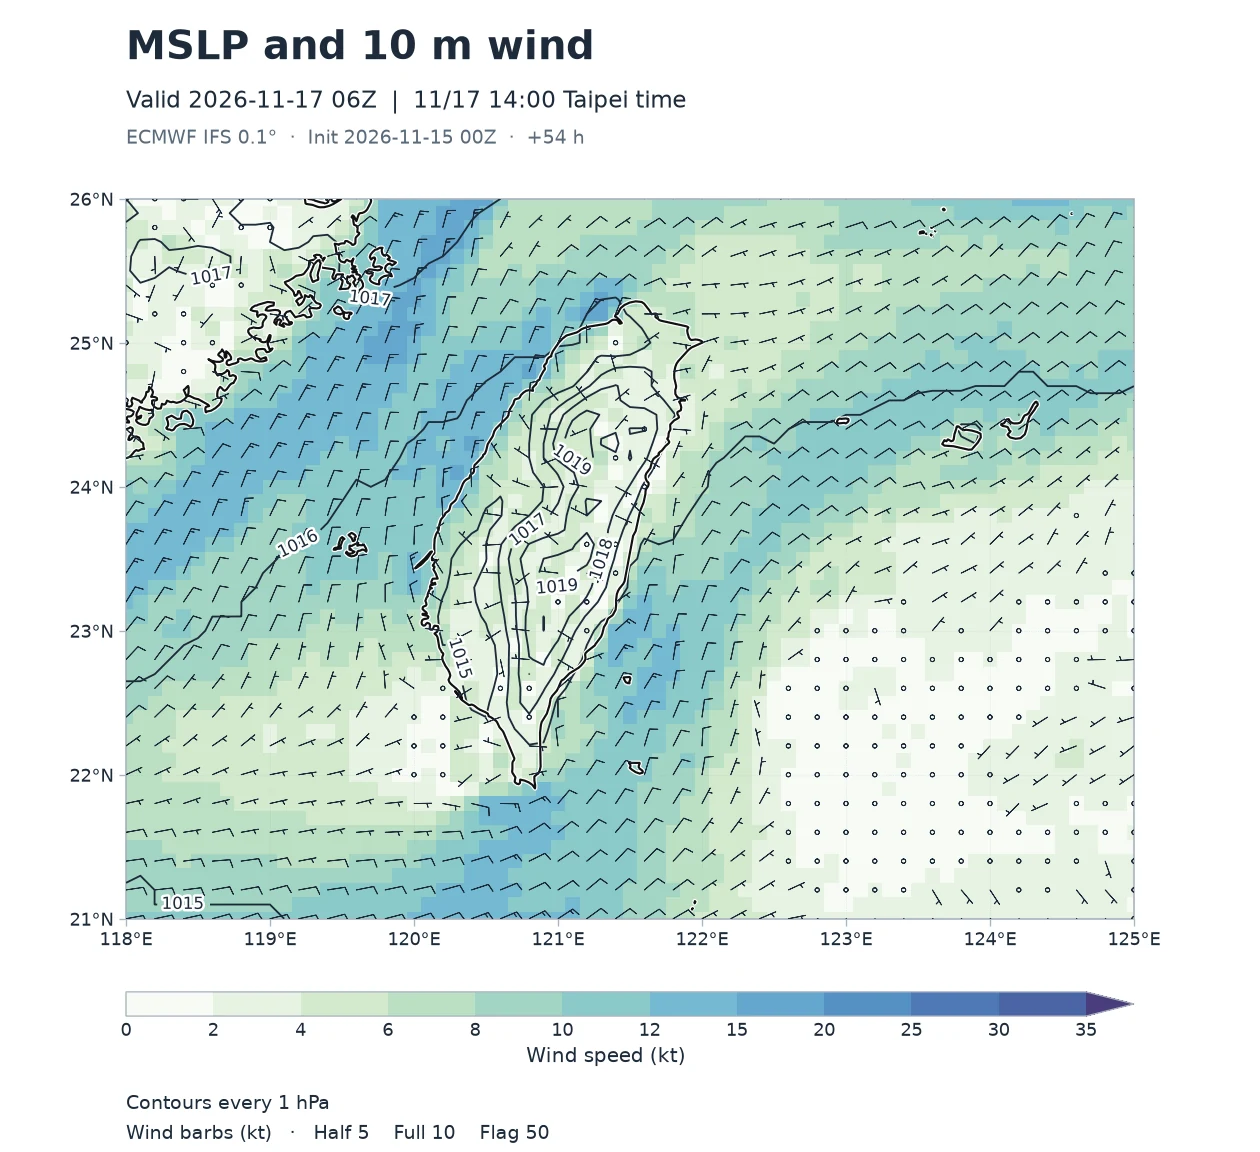 MSLP and 10 m wind
Valid 2026-11-17 06Z | 11/17 14:00 Taipei time
ECMWF IFS 0.1° · Init 2026-11-15 00Z · +54 h
26°N
1017
1017
25°N
1019
24°N
1017
1016
1018
1019
23°N
1015
22°N
1015
21°N
118°E 119°E 120°E 121°E 122°E 123°E 124°E 125°E
0 2 4 6 8 10 12 15 20 25 30 35
Wind speed (kt)
Contours every 1 hPa
Wind barbs (kt) · Half 5 Full 10 Flag 50